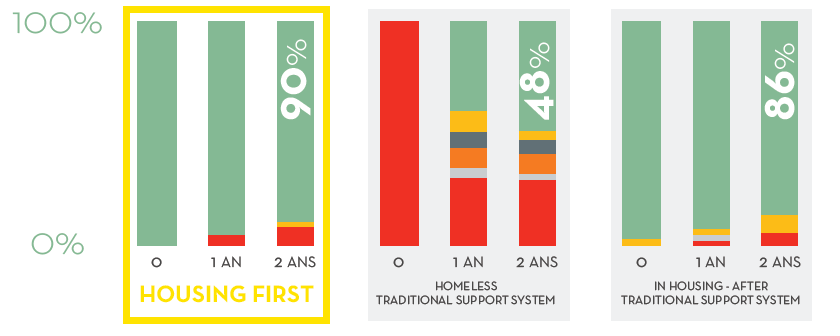 100%
0%
90%
0 1 AN 2 ANS
HOUSING FIRST
48%
0 1 AN 2 ANS
HOMELESS
TRADITIONAL SUPPORT SYSTEM
86%
0 1 AN 2 ANS
IN HOUSING - AFTER
TRADITIONAL SUPPORT SYSTEM